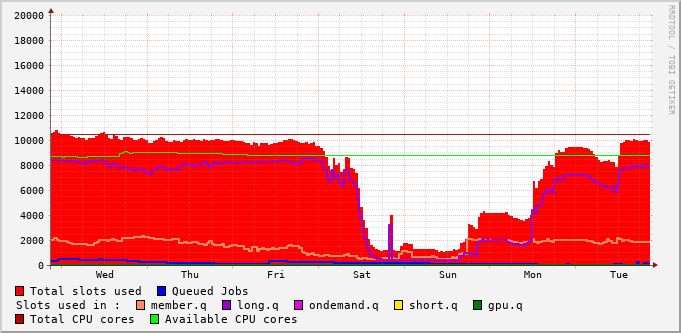 20000
18000
16000
14000
12000
10000
8000
6000
4000
2000
0
Wed Thu Fri Sat Sun Mon Tue
RRDTOOL / TOBI OETIKER
Total slots used Queued Jobs
Slots used in : member.q long.q ondemand.q short.q gpu.q
Total CPU cores Available CPU cores